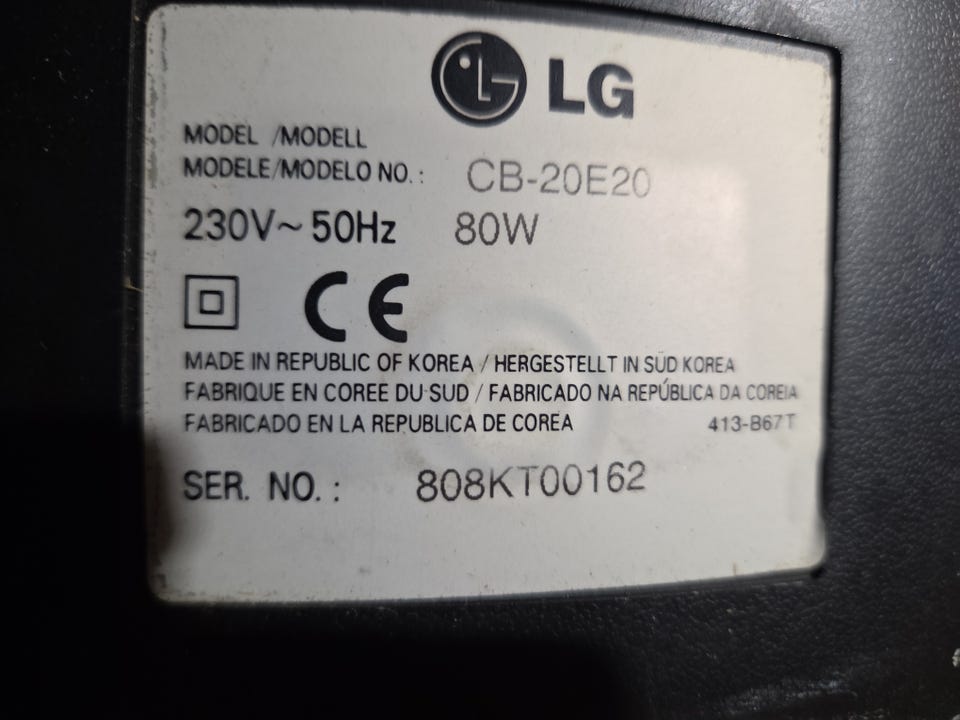 LG
MODEL /MODELL
MODELE/MODELO NO.: CB-20E20
230V~50Hz 80W
CE
MADE IN REPUBLIC OF KOREA / HERGESTELLT IN SÜD KOREA
FABRIQUE EN COREE DU SUD / FABRICADO NA REPÚBLICA DA COREIA
FABRICADO EN LA REPUBLICA DE COREA 413-B67T
SER. NO. : 808KT00162